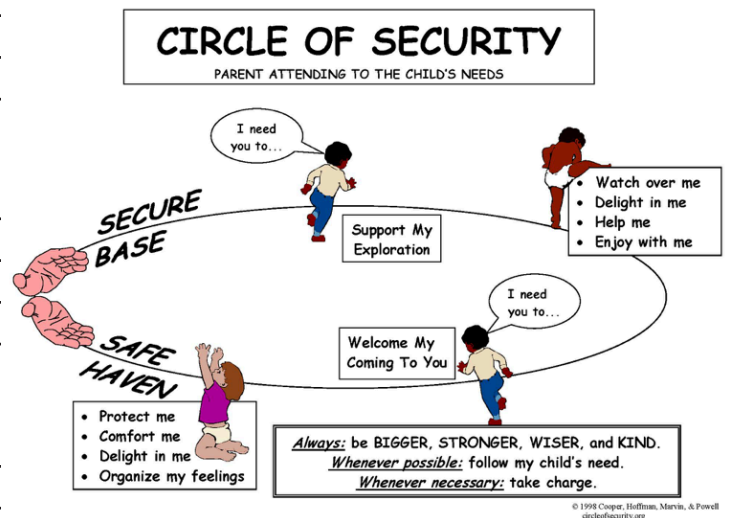 CIRCLE OF SECURITY
PARENT ATTENDING TO THE CHILD'S NEEDS
I need
you to...
SECURE
BASE
Support My
Exploration
• Watch over me
• Delight in me
• Help me
• Enjoy with me
I need
you to...
Welcome My
Coming To You
SAFE
HAVEN
• Protect me
• Comfort me
• Delight in me
• Organize my feelings
Always: be BIGGER, STRONGER, WISER, and KIND.
Whenever possible: follow my child's need.
Whenever necessary: take charge.
© 1998 Cooper, Hoffman, Marvin, & Powell
circleofsecurity.org